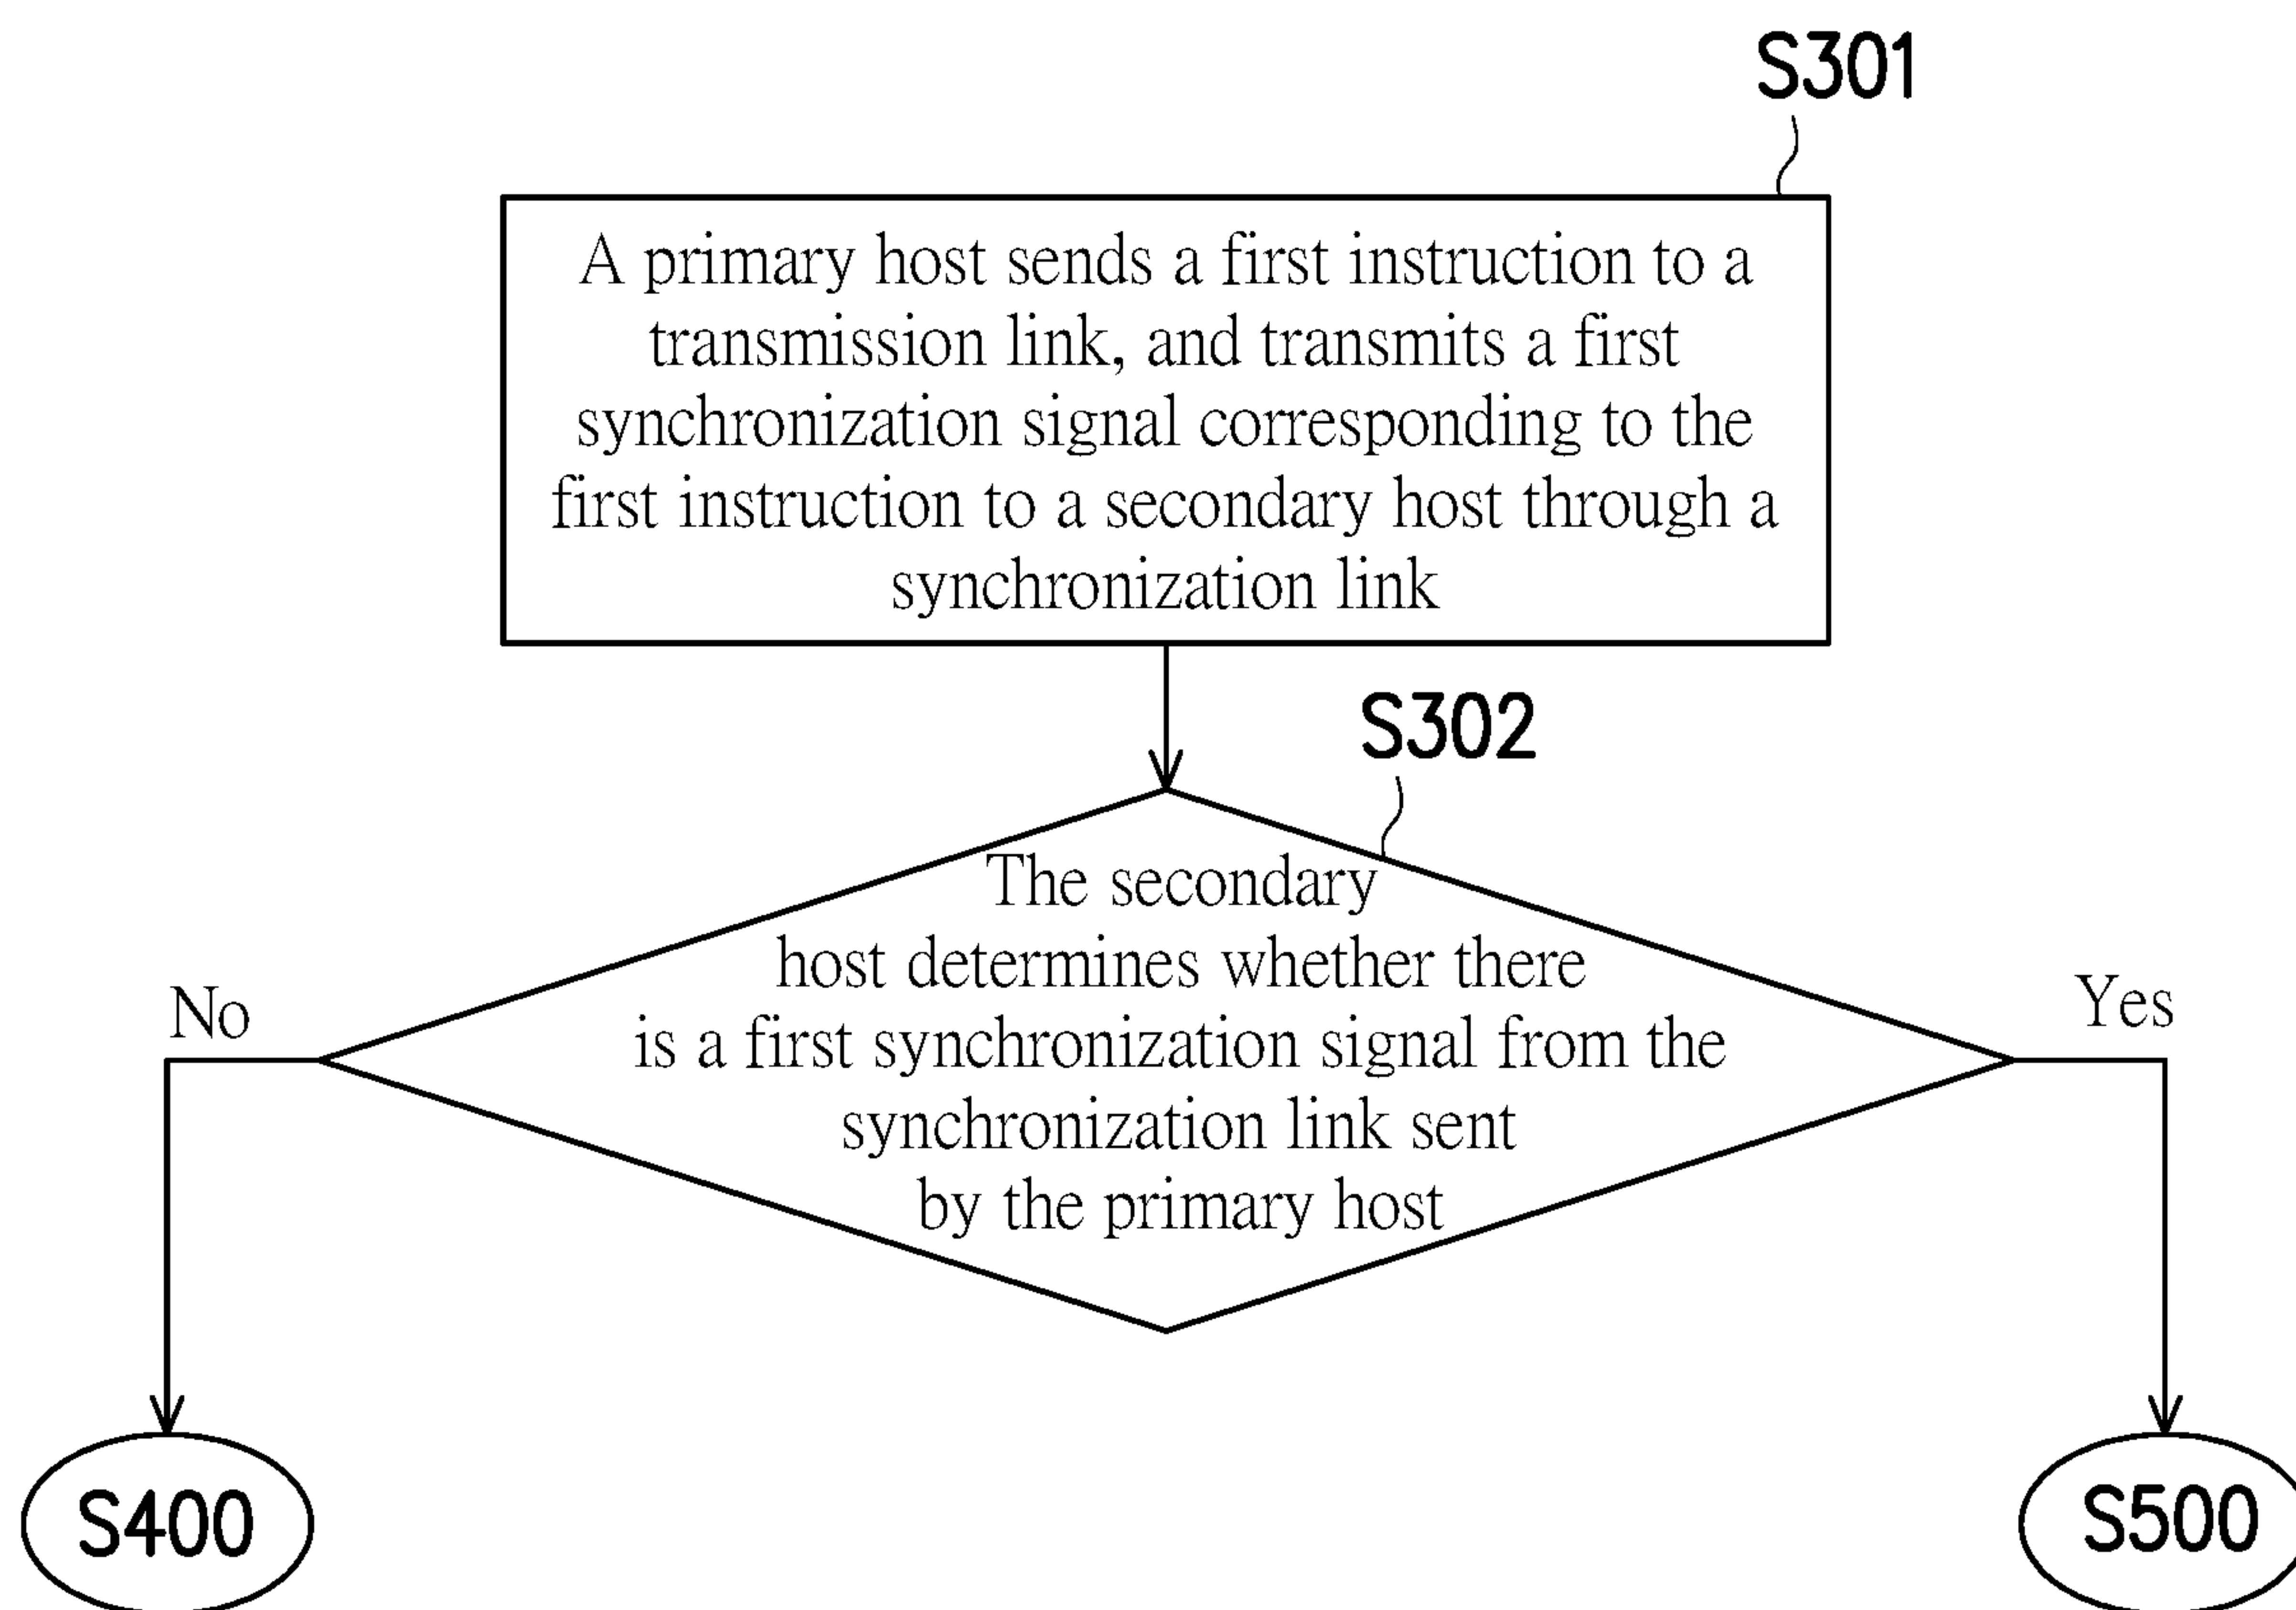 S301
A primary host sends a first instruction to a
transmission link, and transmits a first
synchronization signal corresponding to the
first instruction to a secondary host through a
synchronization link
S302
The secondary
host determines whether there
is a first synchronization signal from the
synchronization link sent
by the primary host
No
Yes
S400
S500